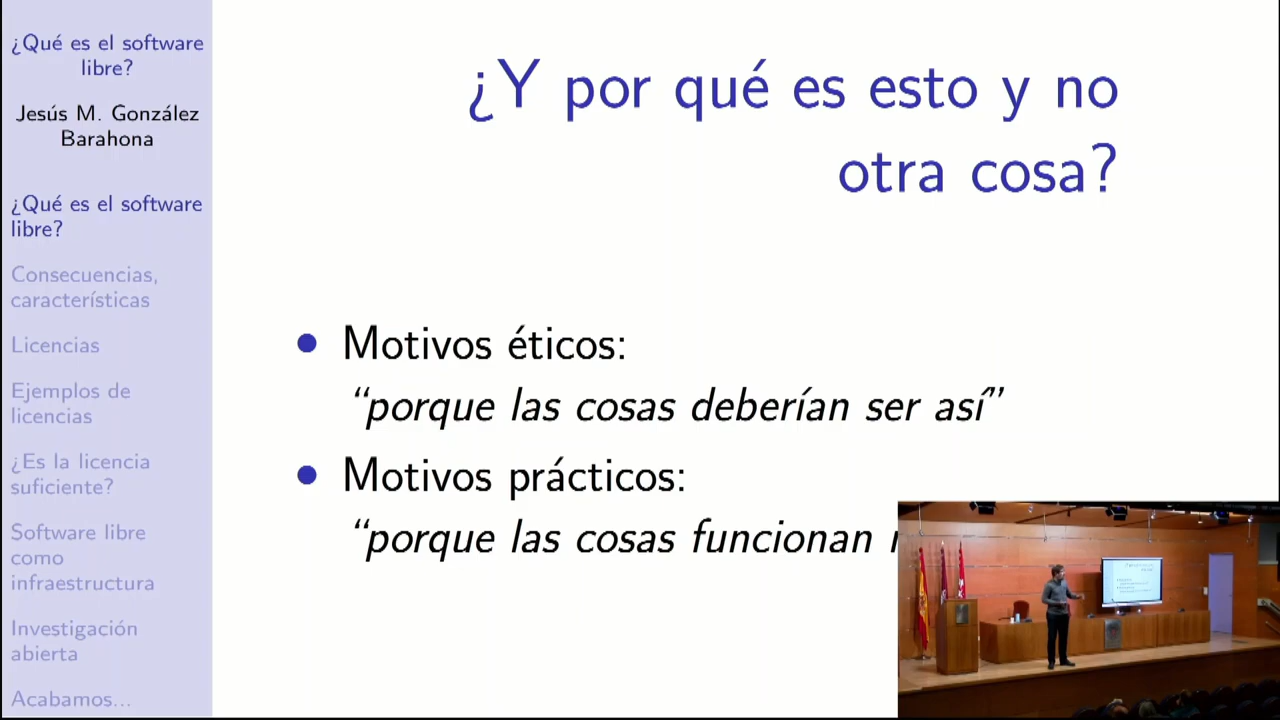 ¿Qué es el software
libre?
Jesús M. González
Barahona
¿Qué es el software
libre?
Consecuencias,
características
Licencias
Ejemplos de
licencias
¿Es la licencia
suficiente?
Software libre
como
infraestructura
Investigación
abierta
Acabamos...
¿Y por qué es esto y no
otra cosa?
• Motivos éticos:
“porque las cosas deberían ser así”
• Motivos prácticos:
“porque las cosas funcionan